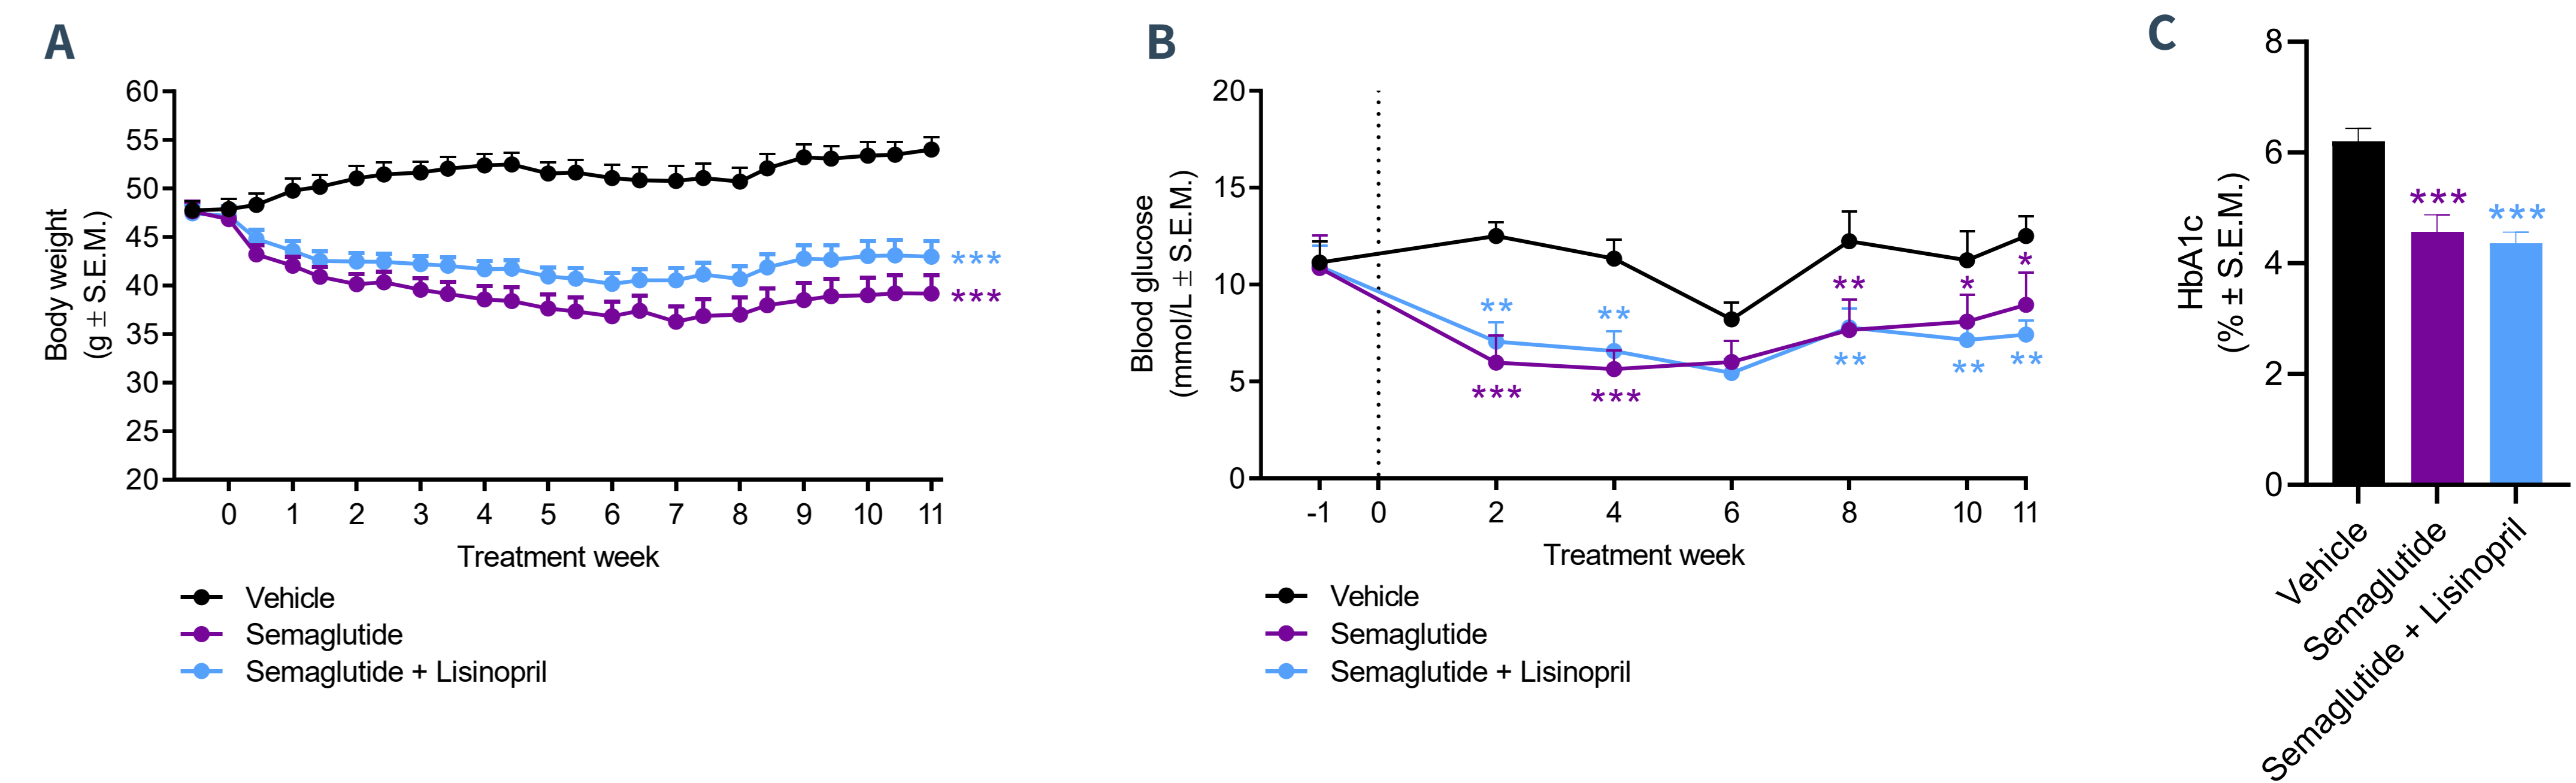 A
60
55
50
45
40
35
30
25
20
Body weight
(g ± S.E.M.)
***
***
0 1 2 3 4 5 6 7 8 9 10 11
Treatment week
Vehicle
Semaglutide
Semaglutide + Lisinopril
B
20
15
10
5
0
Blood glucose
(mmol/L ± S.E.M.)
** ** ** * *
*** *** ** ** **
-1 0 2 4 6 8 10 11
Treatment week
Vehicle
Semaglutide
Semaglutide + Lisinopril
C
8
6
4
2
0
HbA1c
(% ± S.E.M.)
*** ***
Vehicle
Semaglutide
Semaglutide + Lisinopril